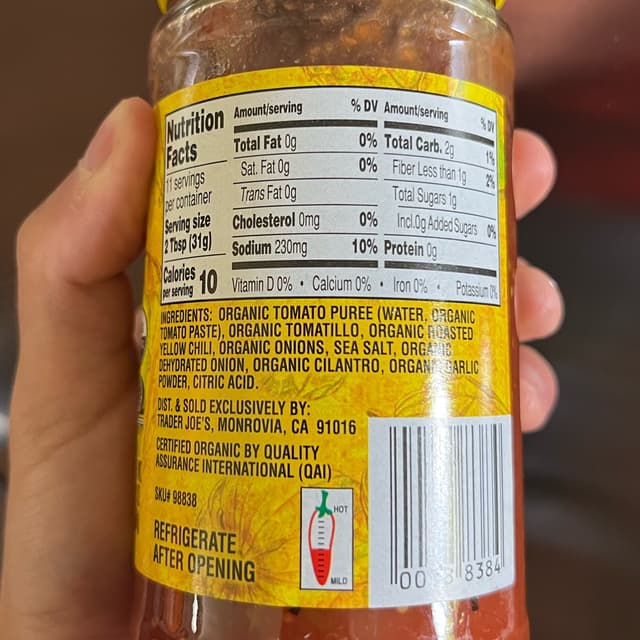 Nutrition
Facts
11 servings
per container
Serving size
2 Tbsp (31g)
Calories
per serving 10
Amount/serving % DV
Total Fat 0g 0%
Sat. Fat 0g 0%
Trans Fat 0g
Cholesterol 0mg 0%
Sodium 230mg 10%
Amount/serving % DV
Total Carb. 2g 1%
Fiber Less than 1g 2%
Total Sugars 1g
Incl.0g Added Sugars 0%
Protein 0g
Vitamin D 0% • Calcium 0% • Iron 0% • Potassium 0%
INGREDIENTS: ORGANIC TOMATO PUREE (WATER, ORGANIC
TOMATO PASTE), ORGANIC TOMATILLO, ORGANIC ROASTED
YELLOW CHILI, ORGANIC ONIONS, SEA SALT, ORGANIC
DEHYDRATED ONION, ORGANIC CILANTRO, ORGANIC GARLIC
POWDER, CITRIC ACID.
DIST. & SOLD EXCLUSIVELY BY:
TRADER JOE'S, MONROVIA, CA 91016
CERTIFIED ORGANIC BY QUALITY
ASSURANCE INTERNATIONAL (QAI)
SKU# 98838
REFRIGERATE
AFTER OPENING
HOT
MILD
8384